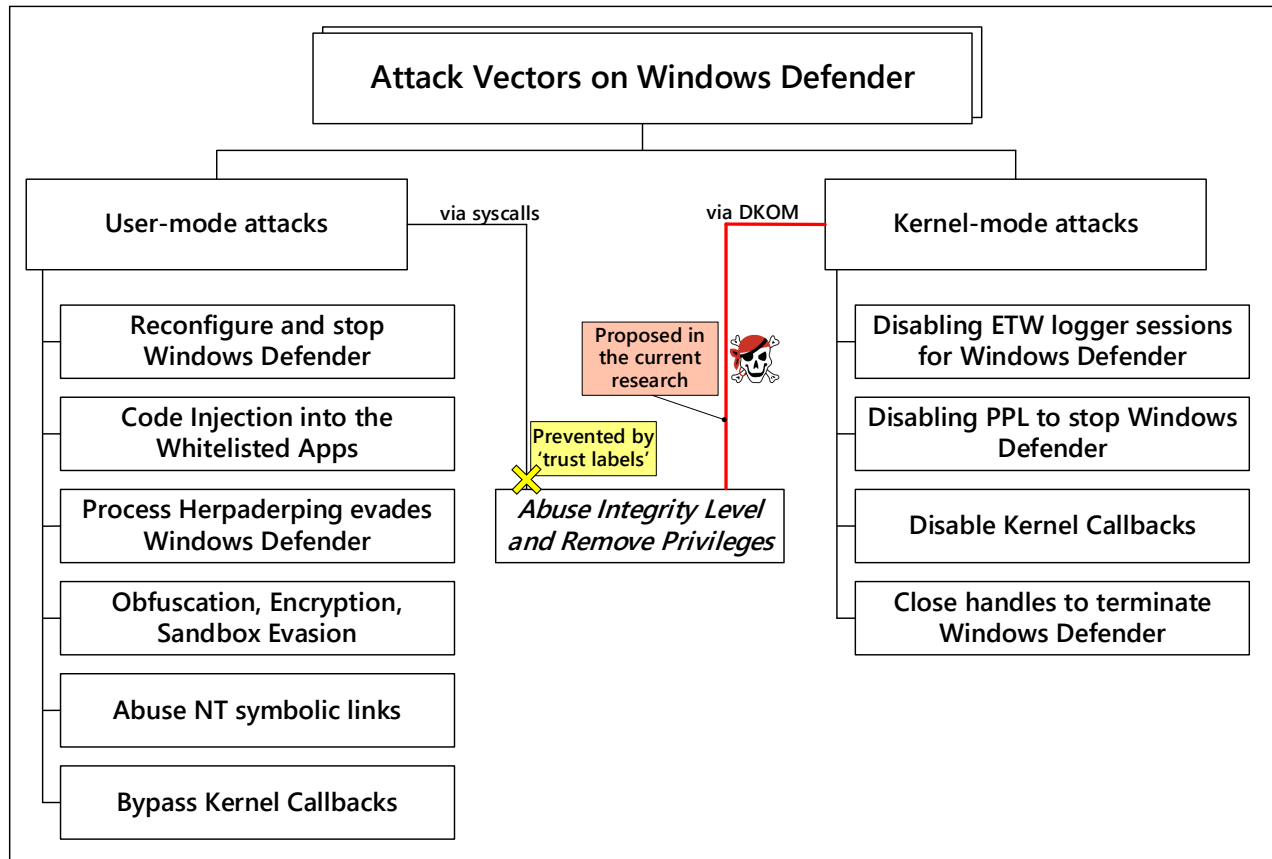 Attack Vectors on Windows Defender
User-mode attacks
via syscalls
via DKOM
Kernel-mode attacks
Reconfigure and stop
Windows Defender
Code Injection into the
Whitelisted Apps
Process Herpaderping evades
Windows Defender
Obfuscation, Encryption,
Sandbox Evasion
Abuse NT symbolic links
Bypass Kernel Callbacks
Prevented by
‘trust labels’
Proposed in
the current
research
Abuse Integrity Level
and Remove Privileges
Disabling ETW logger sessions
for Windows Defender
Disabling PPL to stop Windows
Defender
Disable Kernel Callbacks
Close handles to terminate
Windows Defender